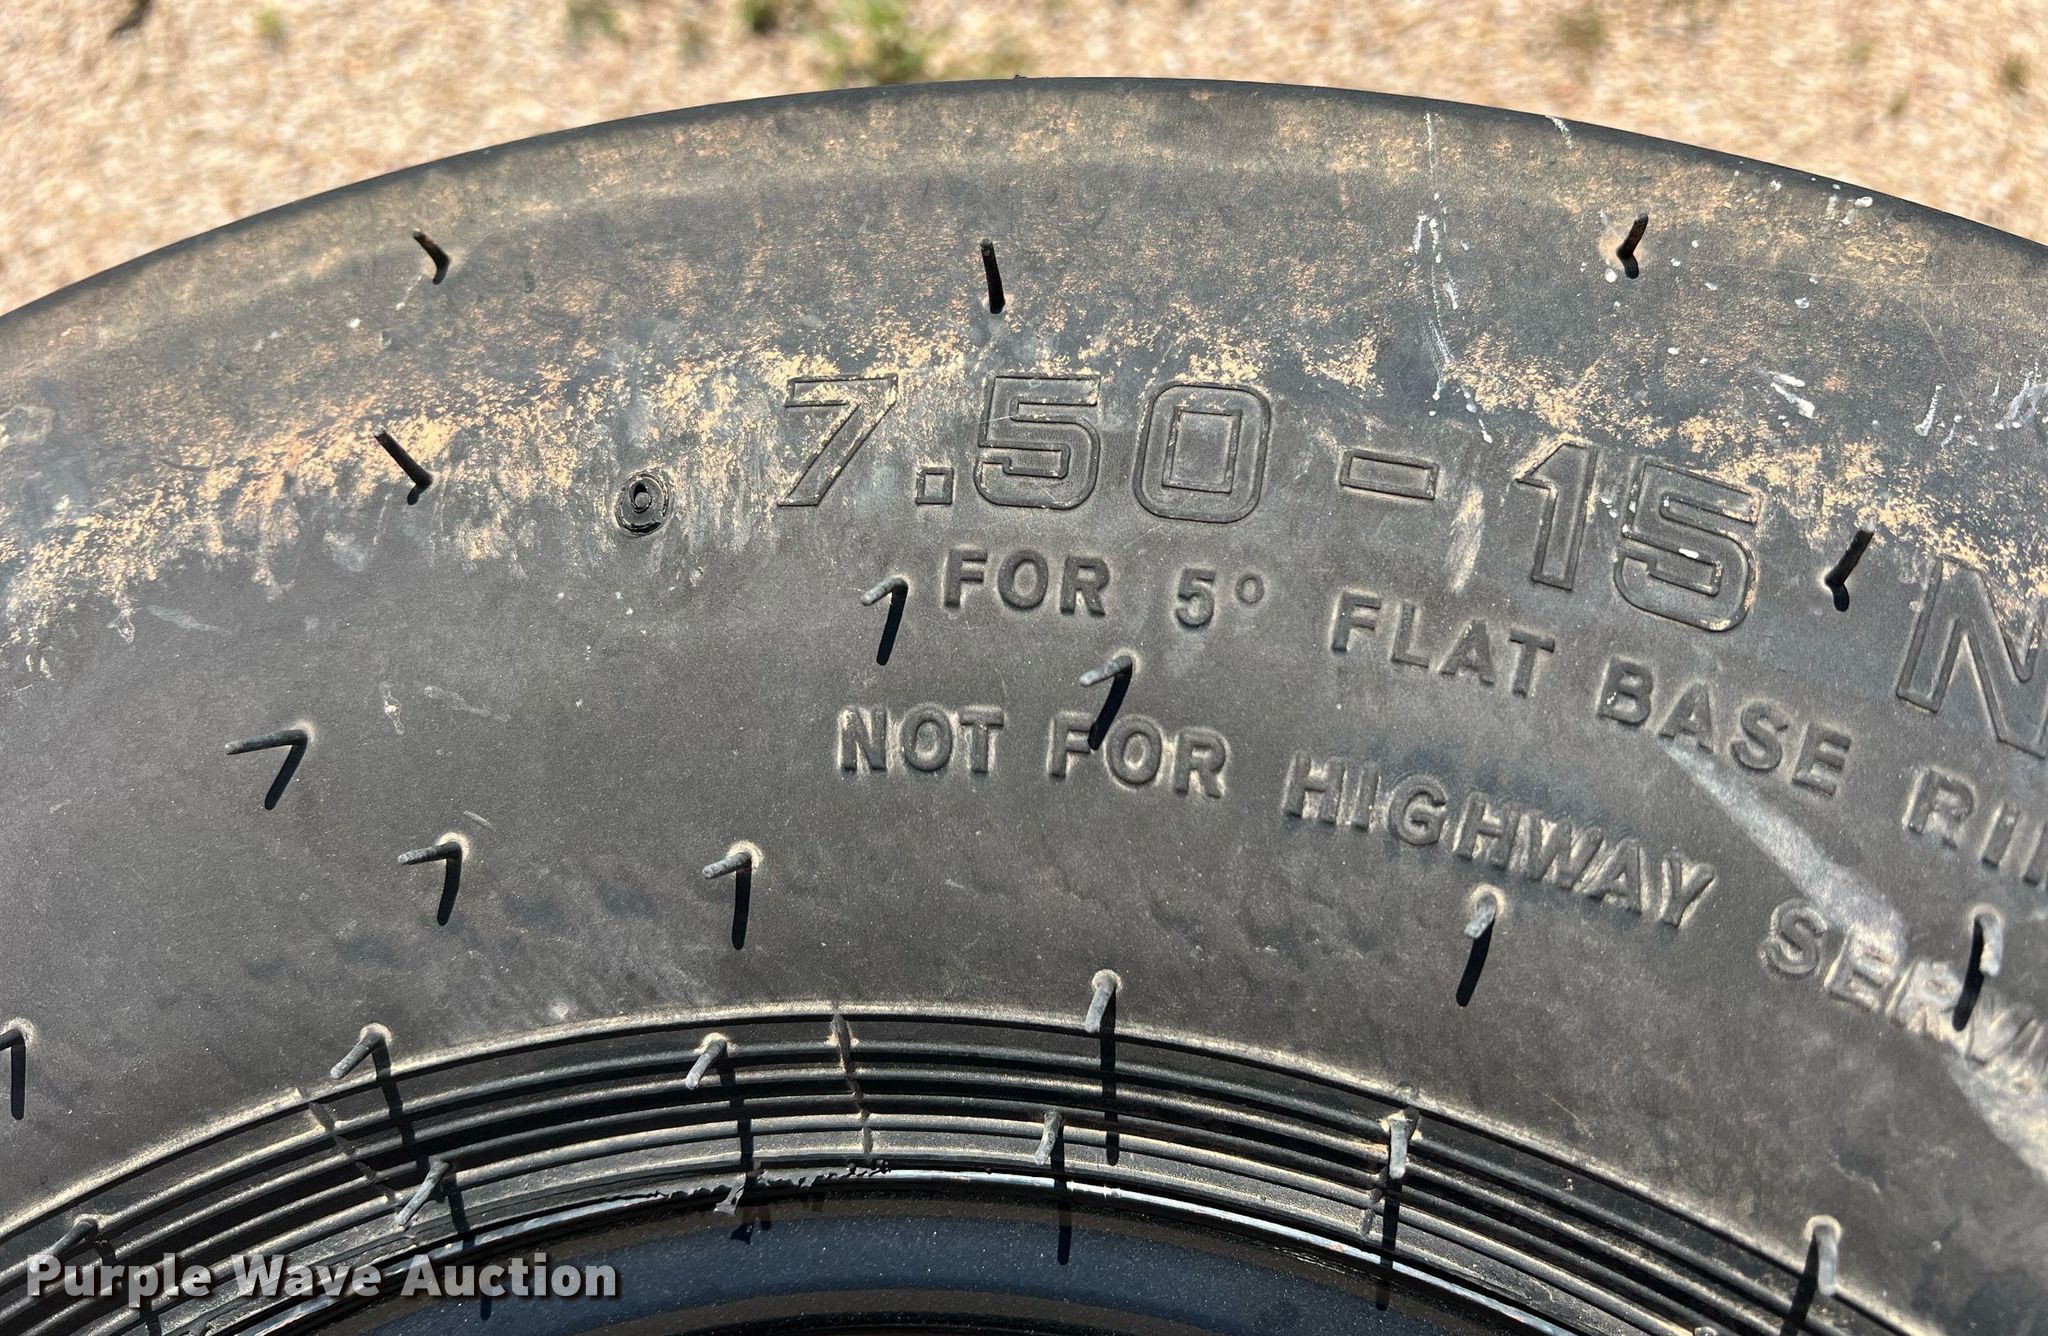 7.50-15 N
FOR 5° FLAT BASE
NOT FOR HIGHWAY
Purple Wave Auction